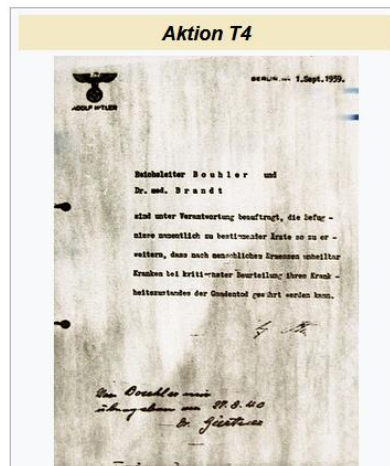 Aktion T4
ADOLF HITLER
BERLIN, den 1.Sept.1939.
Reichsleiter Bouhler und
Dr. med. Brandt
sind unter Verantwortung beauftragt, die Befug -
nisse namentlich zu bestimmender Ärzte so zu er -
weitern, dass nach menschlichem Ermessen unheilbar
Kranken bei kritischster Beurteilung ihres Krank -
heitszustandes der Gnadentod gewährt werden kann.
Von Bouhler mir
übergeben am 27.8.40
Dr. Gürtner